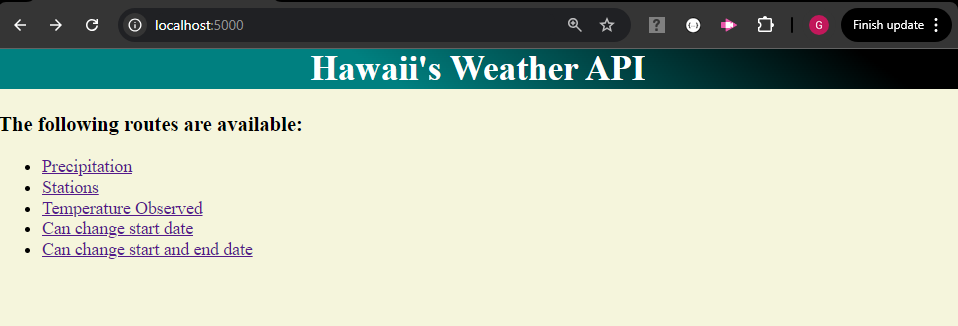 localhost:5000
G
Finish update
Hawaii's Weather API
The following routes are available:
Precipitation
Stations
Temperature Observed
Can change start date
Can change start and end date